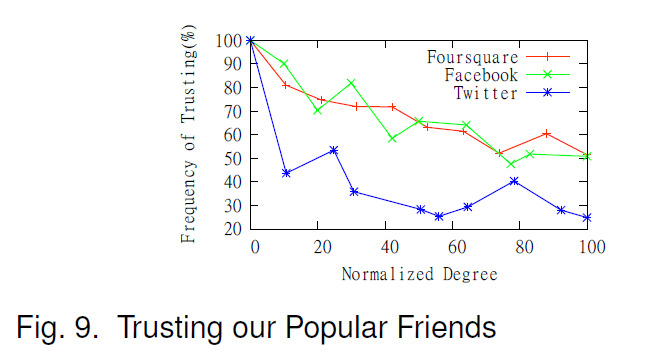 Frequency of Trusting(%)
100
90
80
70
60
50
40
30
20
Foursquare
Facebook
Twitter
0 20 40 60 80 100
Normalized Degree
Fig. 9. Trusting our Popular Friends